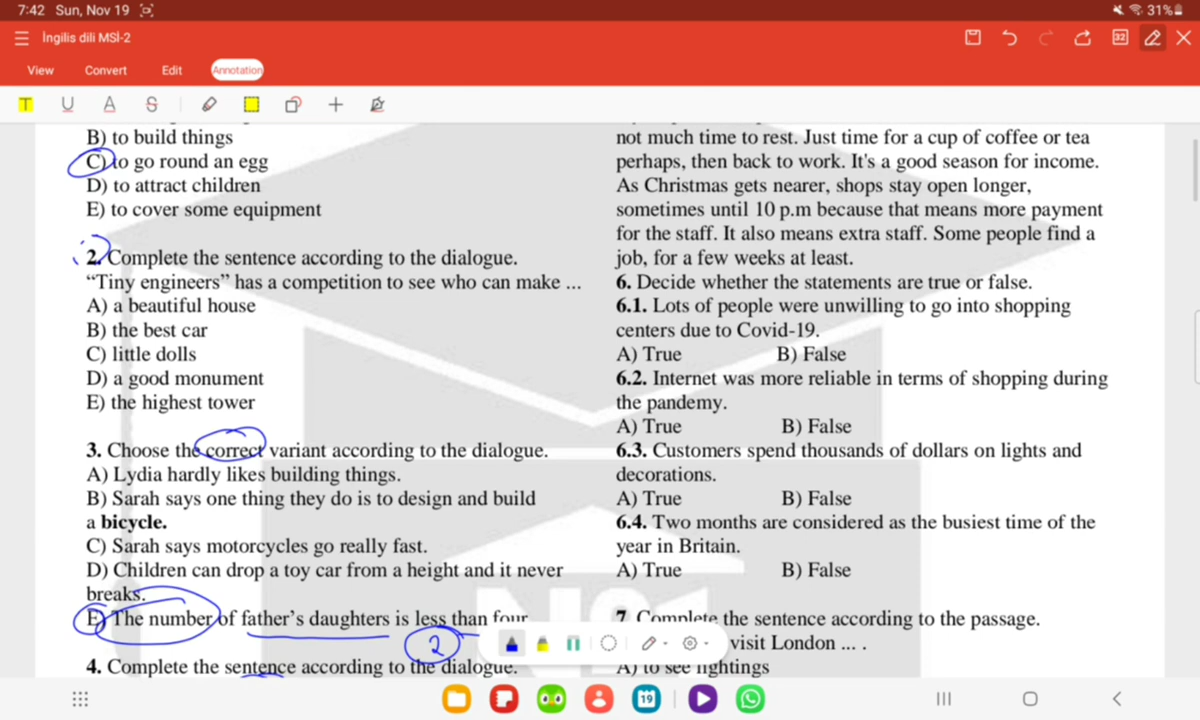 7:42 Sun, Nov 19
31%
İngilis dili MSİ-2
32
View Convert Edit Annotation
T U A S
B) to build things
C) to go round an egg
D) to attract children
E) to cover some equipment
2. Complete the sentence according to the dialogue.
“Tiny engineers” has a competition to see who can make ...
A) a beautiful house
B) the best car
C) little dolls
D) a good monument
E) the highest tower
3. Choose the correct variant according to the dialogue.
A) Lydia hardly likes building things.
B) Sarah says one thing they do is to design and build
a bicycle.
C) Sarah says motorcycles go really fast.
D) Children can drop a toy car from a height and it never
breaks.
E) The number of father’s daughters is less than four
2
4. Complete the sentence according to the dialogue.
not much time to rest. Just time for a cup of coffee or tea
perhaps, then back to work. It's a good season for income.
As Christmas gets nearer, shops stay open longer,
sometimes until 10 p.m because that means more payment
for the staff. It also means extra staff. Some people find a
job, for a few weeks at least.
6. Decide whether the statements are true or false.
6.1. Lots of people were unwilling to go into shopping
centers due to Covid-19.
A) True B) False
6.2. Internet was more reliable in terms of shopping during
the pandemy.
A) True B) False
6.3. Customers spend thousands of dollars on lights and
decorations.
A) True B) False
6.4. Two months are considered as the busiest time of the
year in Britain.
A) True B) False
7. Complete the sentence according to the passage.
visit London ... .
A) to see lightings
19